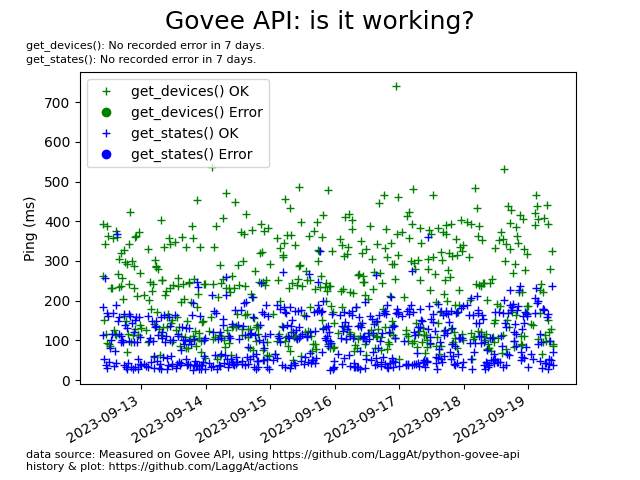 Govee API: is it working?
get_devices(): No recorded error in 7 days.
get_states(): No recorded error in 7 days.
get_devices() OK
get_devices() Error
get_states() OK
get_states() Error
Ping (ms)
700
600
500
400
300
200
100
0
2023-09-13
2023-09-14
2023-09-15
2023-09-16
2023-09-17
2023-09-18
2023-09-19
data source: Measured on Govee API, using https://github.com/LaggAt/python-govee-api
history & plot: https://github.com/LaggAt/actions